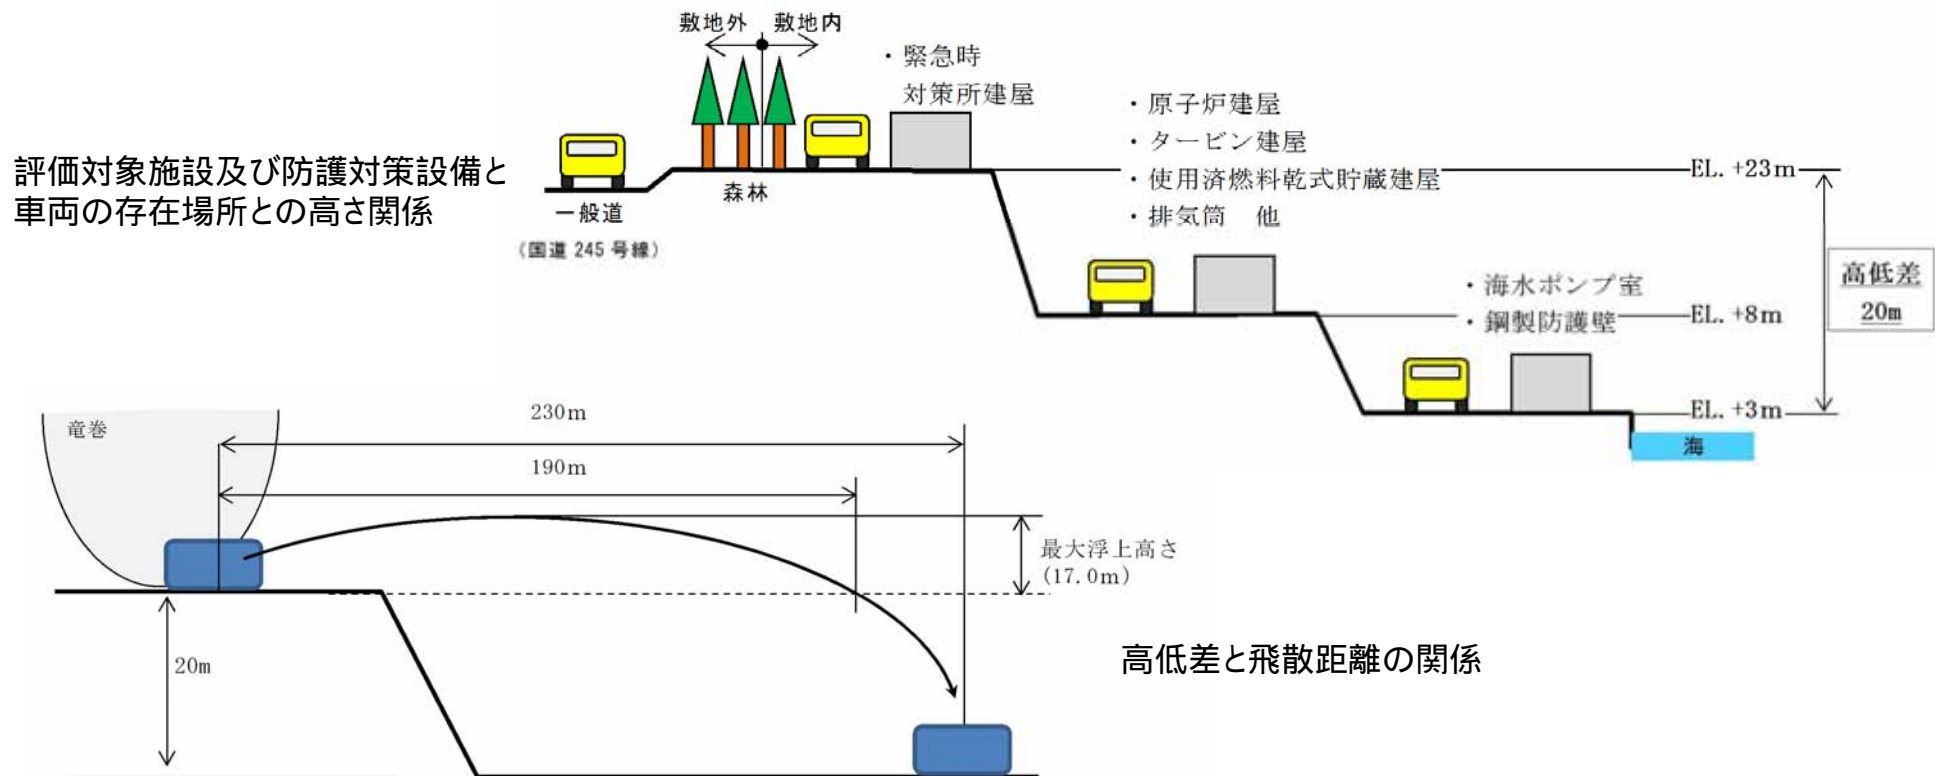 敷地外 敷地内
・緊急時
対策所建屋
・原子炉建屋
・タービン建屋
・使用済燃料乾式貯蔵建屋
・排気筒 他
評価対象施設及び防護対策設備と
車両の存在場所との高さ関係
森林
一般道
(国道 245 号線)
EL. +23m
高低差
20m
・海水ポンプ室
・鋼製防護壁
EL. +8m
EL. +3m
海
竜巻
230m
190m
最大浮上高さ
(17.0m)
20m
高低差と飛散距離の関係